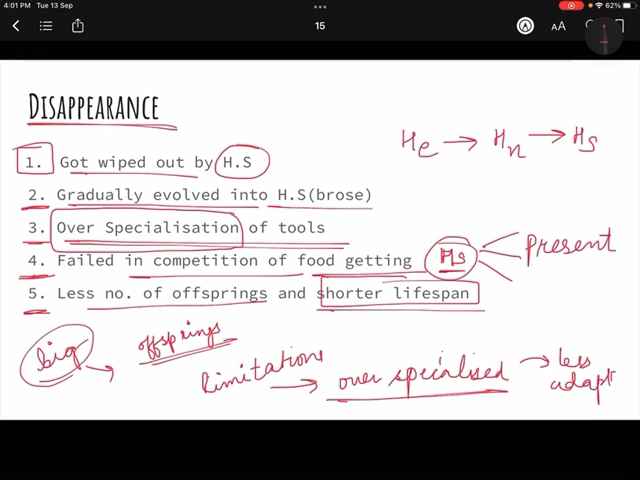 4:01 PM Tue 13 Sep
62%
15
AA
DISAPPEARANCE
He → Hn → Hs
1. Got wiped out by H.S
2. Gradually evolved into H.S(brose)
3. Over Specialisation of tools
4. Failed in competition of food getting
Hs
present
5. Less no. of offsprings and shorter lifespan
big →
offsprings
limitations → over specialised → less
adapt